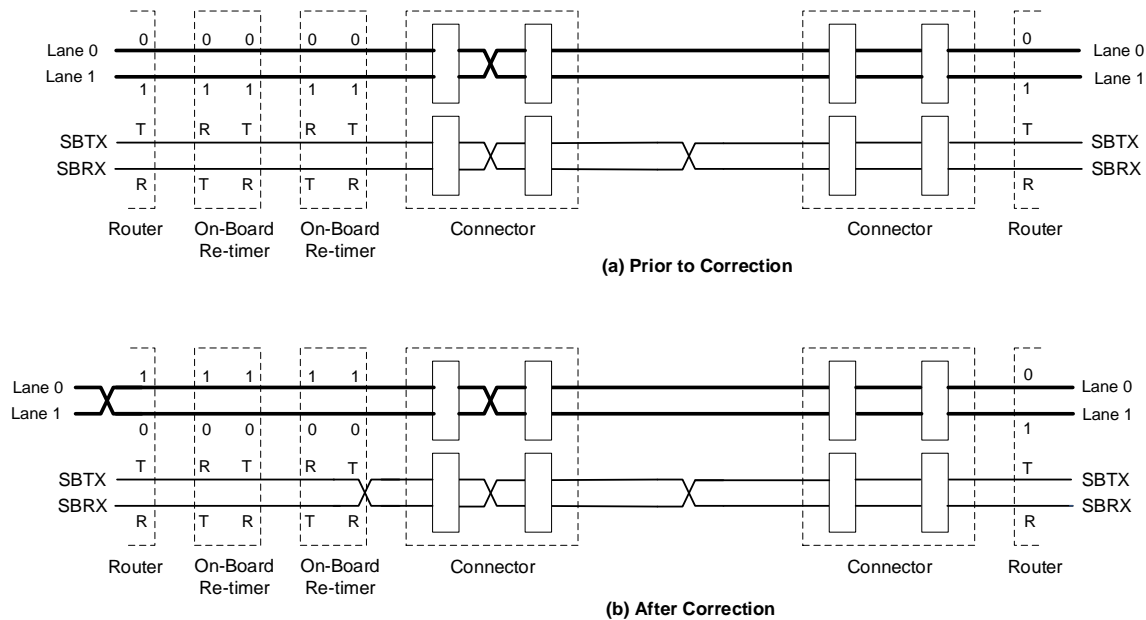 0 0 0 0 0 0
Lane 0 Lane 0
Lane 1 Lane 1
1 1 1 1 1 1
T R T R T T
SBTX SBTX
SBRX SBRX
R T R T R R
Router On-Board Re-timer On-Board Re-timer Connector Connector Router
(a) Prior to Correction
1 1 1 1 1 0
Lane 0 Lane 0
Lane 1 Lane 1
0 0 0 0 0 1
T R T R T T
SBTX SBTX
SBRX SBRX
R T R T R R
Router On-Board Re-timer On-Board Re-timer Connector Connector Router
(b) After Correction